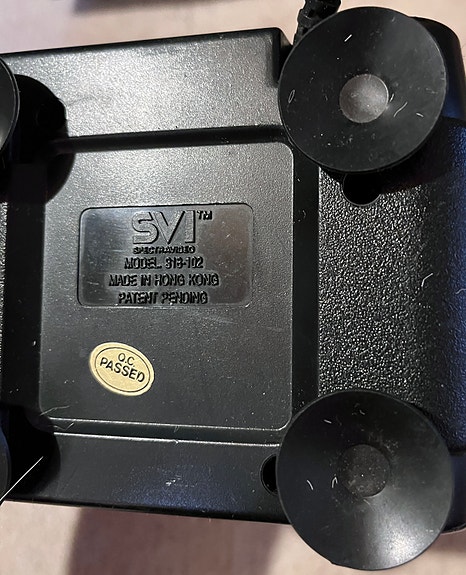 SVI™
SPECTRAVIDEO
MODEL 318-102
MADE IN HONG KONG
PATENT PENDING
Q.C
PASSED